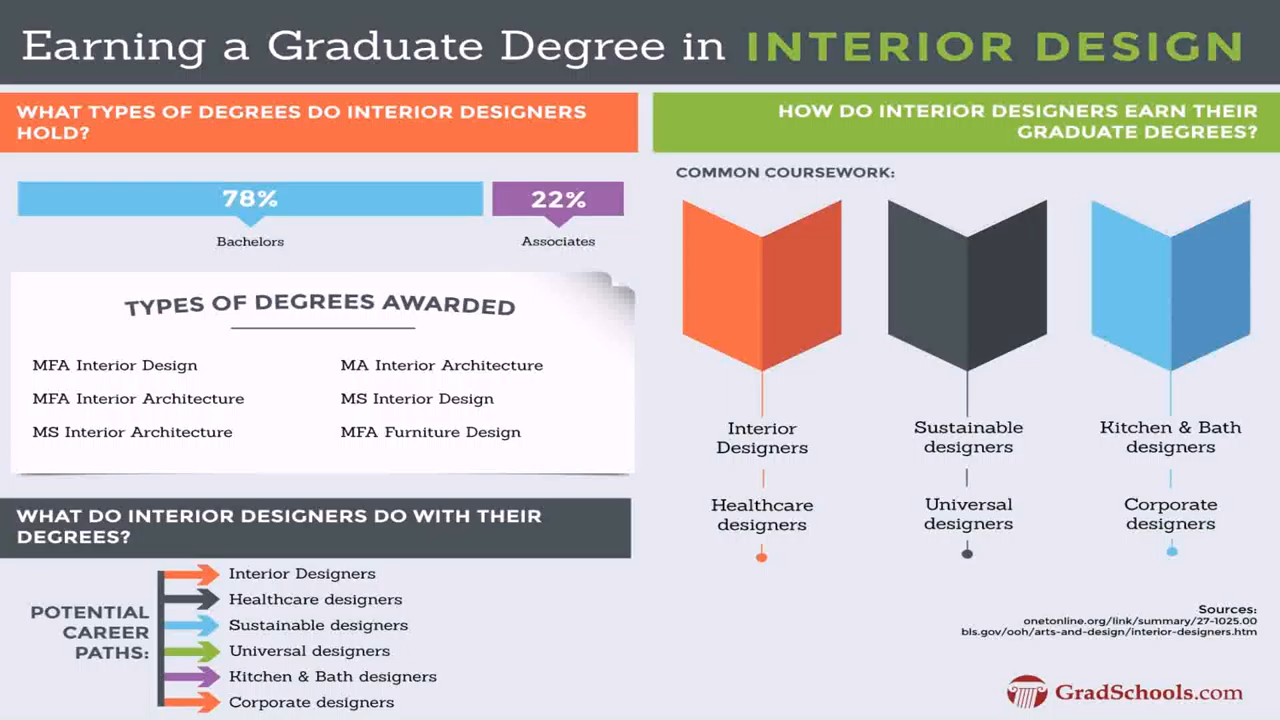 Earning a Graduate Degree in INTERIOR DESIGN
WHAT TYPES OF DEGREES DO INTERIOR DESIGNERS
HOLD?
78%
22%
Bachelors
Associates
TYPES OF DEGREES AWARDED
MFA Interior Design
MA Interior Architecture
MFA Interior Architecture
MS Interior Design
MS Interior Architecture
MFA Furniture Design
WHAT DO INTERIOR DESIGNERS DO WITH THEIR
DEGREES?
POTENTIAL
CAREER
PATHS:
Interior Designers
Healthcare designers
Sustainable designers
Universal designers
Kitchen & Bath designers
Corporate designers
HOW DO INTERIOR DESIGNERS EARN THEIR
GRADUATE DEGREES?
COMMON COURSEWORK:
Interior
Designers
Healthcare
designers
Sustainable
designers
Universal
designers
Kitchen & Bath
designers
Corporate
designers
Sources:
onetonline.org/link/summary/27-1025.00
bls.gov/ooh/arts-and-design/interior-designers.htm
GradSchools.com